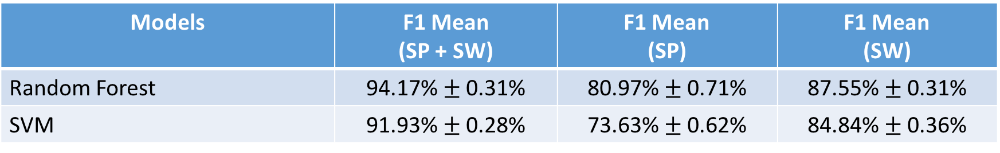 Models F1 Mean F1 Mean F1 Mean
(SP + SW) (SP) (SW)
Random Forest 94.17% ± 0.31% 80.97% ± 0.71% 87.55% ± 0.31%
SVM 91.93% ± 0.28% 73.63% ± 0.62% 84.84% ± 0.36%